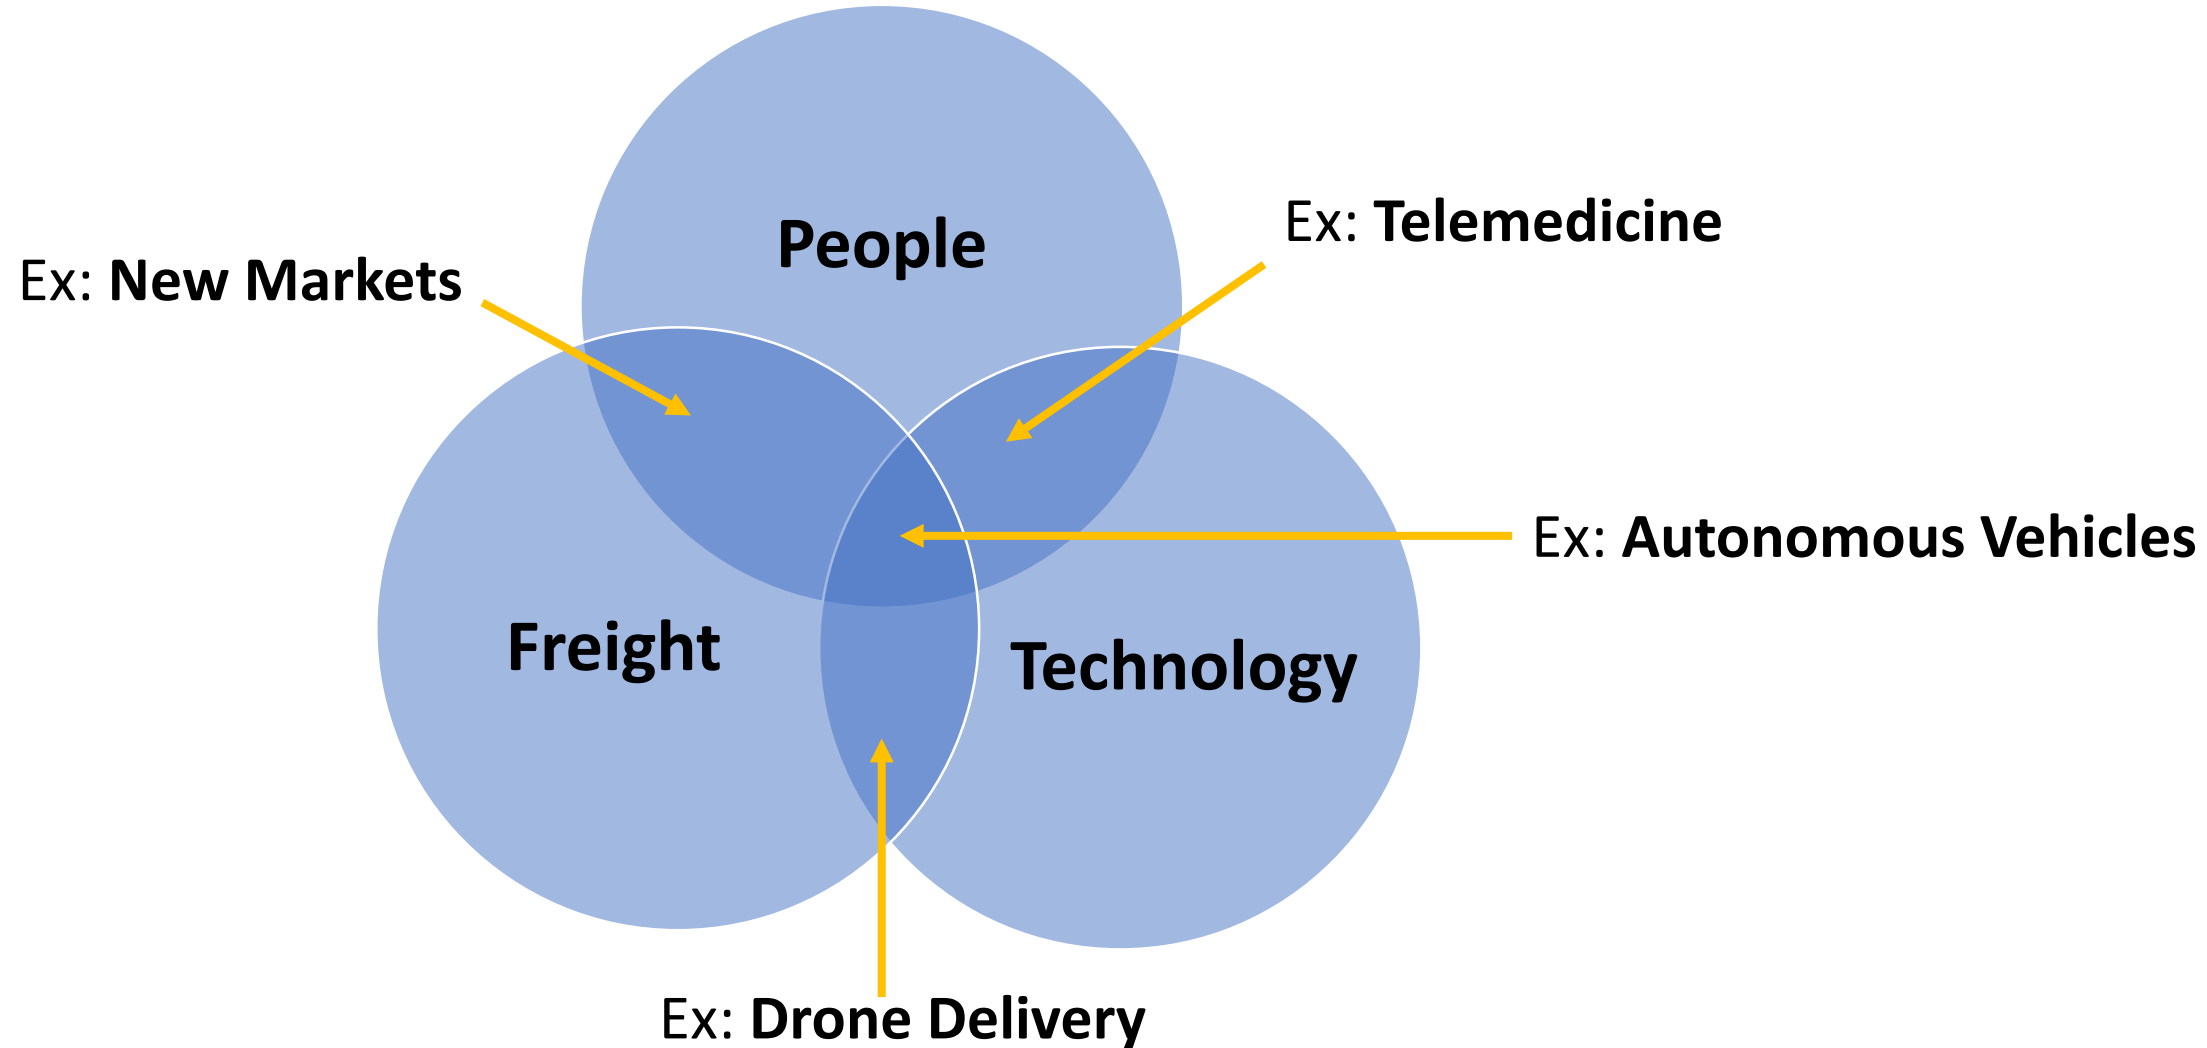 People
Ex: Telemedicine
Ex: New Markets
Ex: Autonomous Vehicles
Freight
Technology
Ex: Drone Delivery